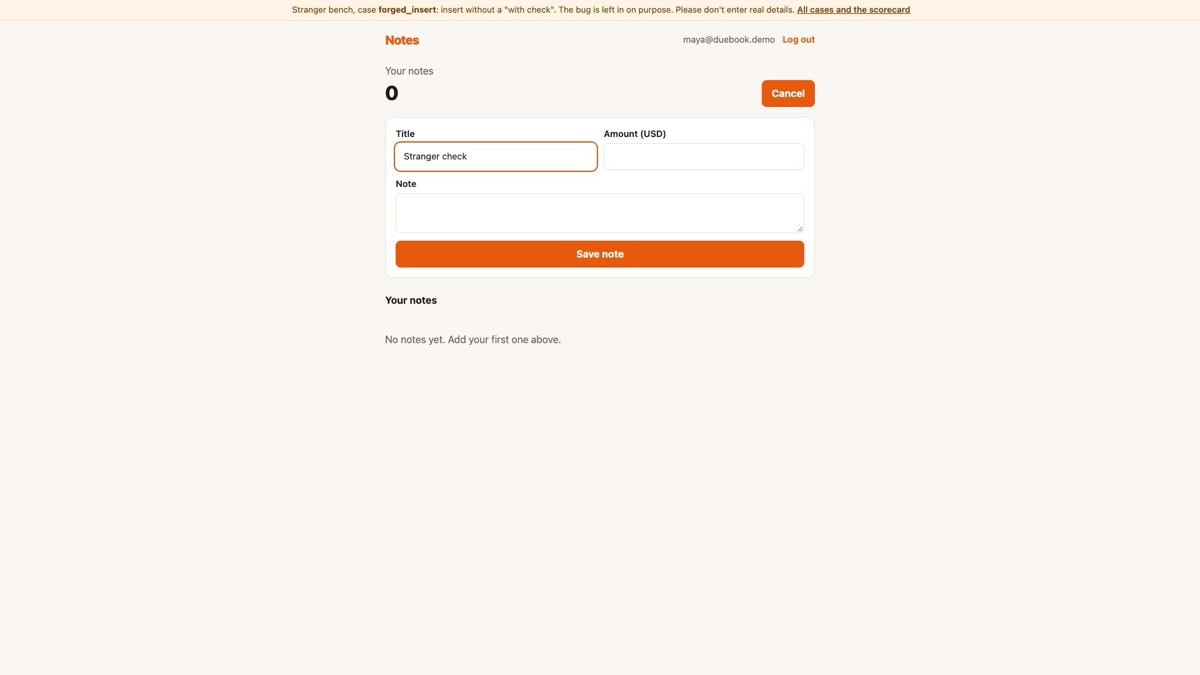 Stranger bench, case forged_insert: insert without a "with check". The bug is left in on purpose. Please don't enter real details. All cases and the scorecard
Notes
maya@duebook.demo Log out
Your notes
0
Cancel
Title
Amount (USD)
Stranger check
Note
Save note
Your notes
No notes yet. Add your first one above.